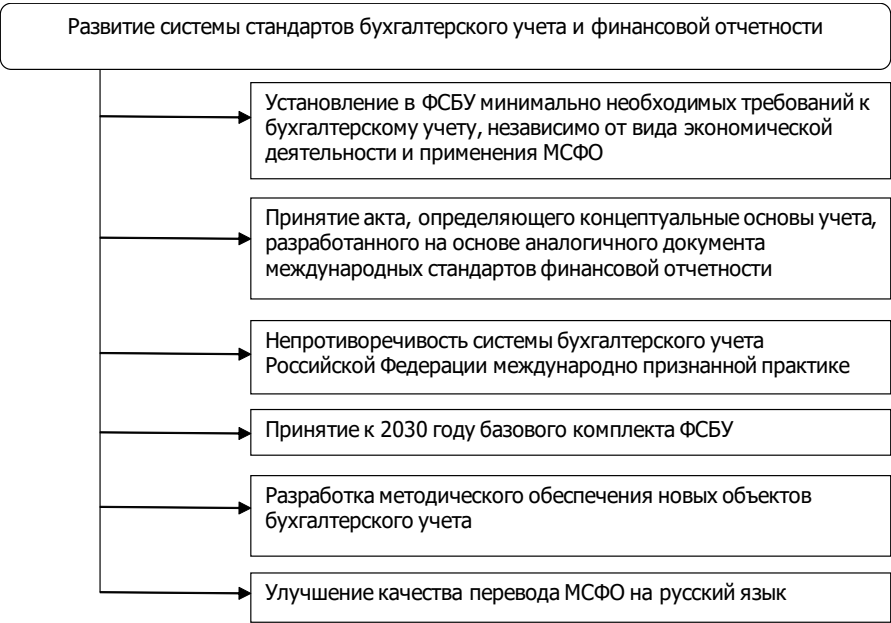 Развитие системы стандартов бухгалтерского учета и финансовой отчетности
Установление в ФСБУ минимально необходимых требований к
бухгалтерскому учету, независимо от вида экономической
деятельности и применения МСФО
Принятие акта, определяющего концептуальные основы учета,
разработанного на основе аналогичного документа
международных стандартов финансовой отчетности
Непротиворечивость системы бухгалтерского учета
Российской Федерации международно признанной практике
Принятие к 2030 году базового комплекта ФСБУ
Разработка методического обеспечения новых объектов
бухгалтерского учета
Улучшение качества перевода МСФО на русский язык